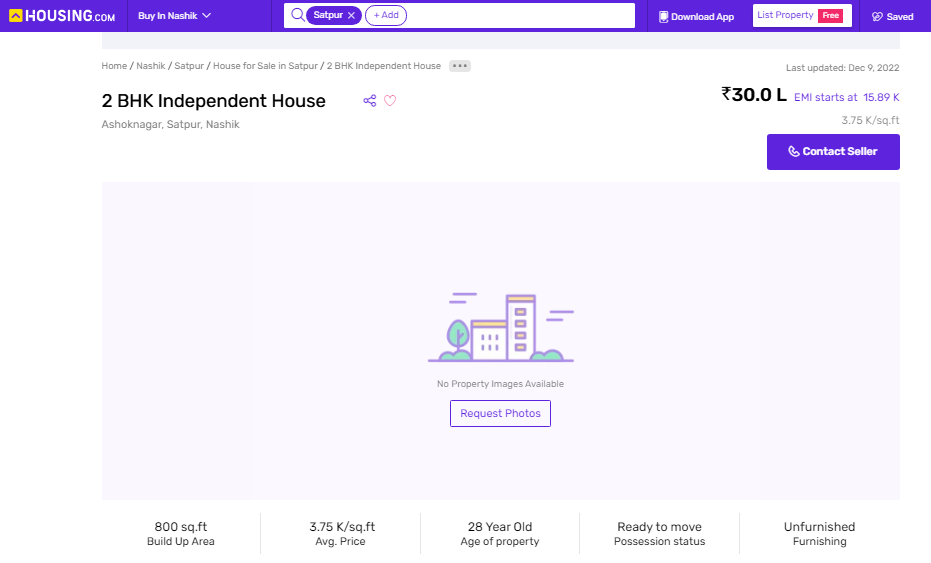 HOUSING.COM Buy In Nashik Satpur + Add Download App List Property Free Saved
Home / Nashik / Satpur / House for Sale in Satpur / 2 BHK Independent House
Last updated: Dec 9, 2022
2 BHK Independent House
₹30.0 L EMI starts at 15.89 K
Ashoknagar, Satpur, Nashik
3.75 K/sq.ft
Contact Seller
No Property Images Available
Request Photos
800 sq.ft 3.75 K/sq.ft 28 Year Old Ready to move Unfurnished
Build Up Area Avg. Price Age of property Possession status Furnishing